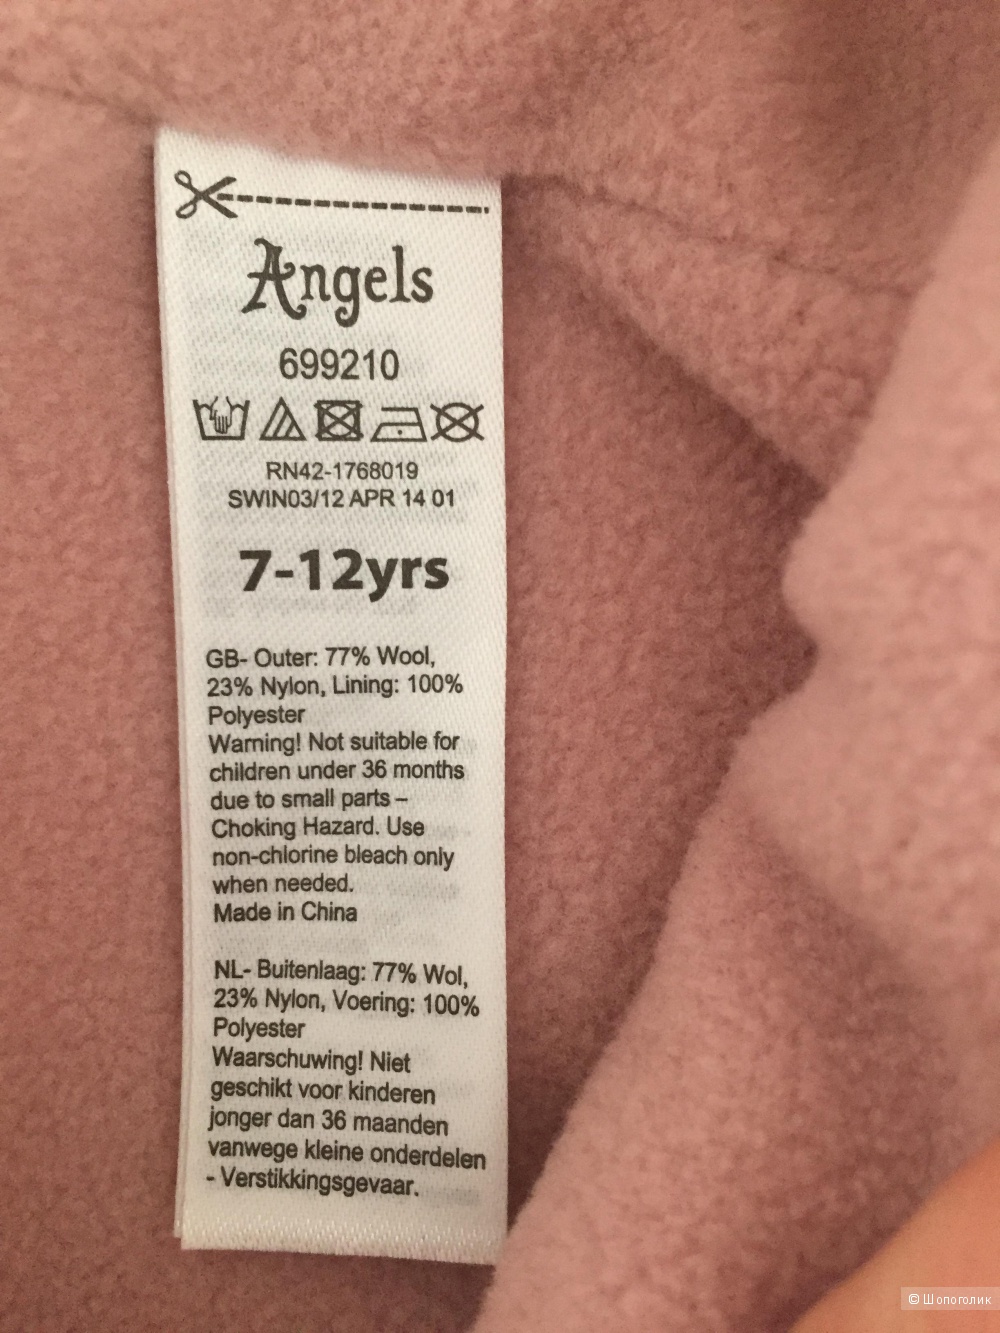 Angels
699210
RN42-1768019
SWIN03/12 APR 14 01
7-12yrs
GB- Outer: 77% Wool,
23% Nylon, Lining: 100%
Polyester
Warning! Not suitable for
children under 36 months
due to small parts –
Choking Hazard. Use
non-chlorine bleach only
when needed.
Made in China
NL- Buitenlaag: 77% Wol,
23% Nylon, Voering: 100%
Polyester
Waarschuwing! Niet
geschikt voor kinderen
jonger dan 36 maanden
vanwege kleine onderdelen
- Verstikkingsgevaar.
© Шопоголик